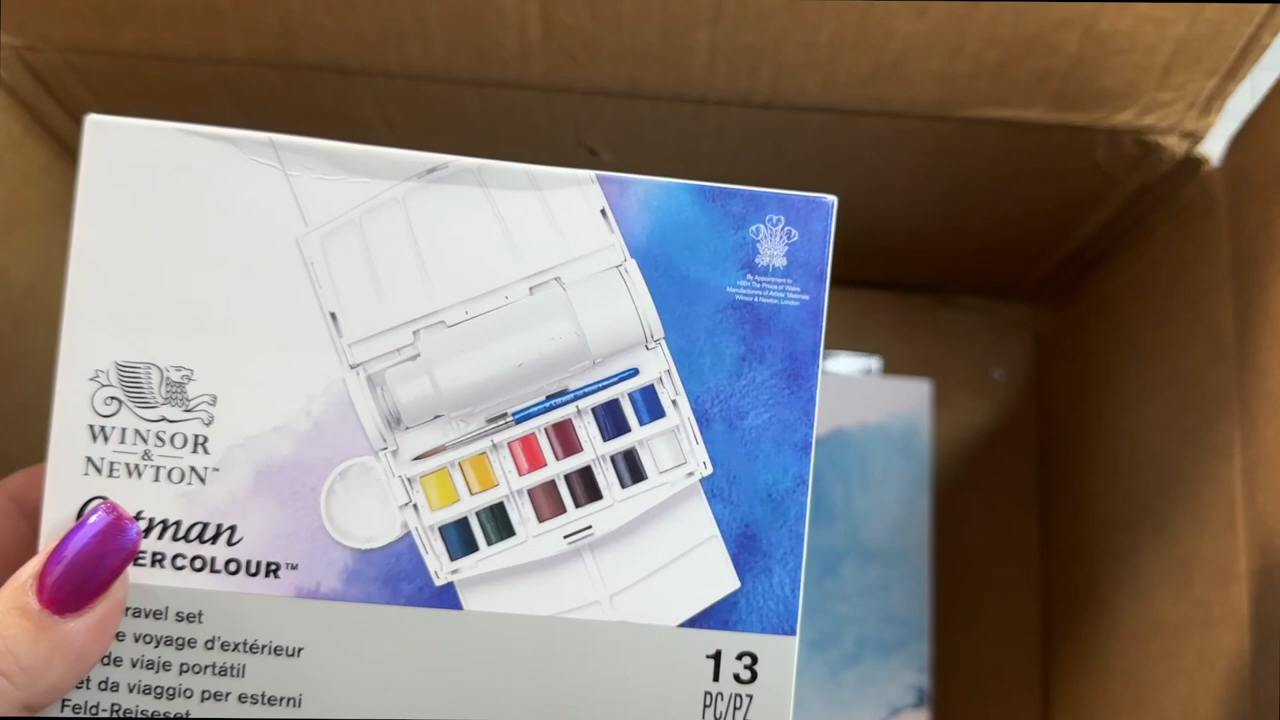 By Appointment to
HRH The Prince of Wales
Manufacturers of Artists' Materials
Winsor & Newton, London
WINSOR
&
NEWTON™
tman
ERCOLOUR™
ravel set
e voyage d'extérieur
de viaje portátil
et da viaggio per esterni
Feld-Reiseset
13
PC/PZ